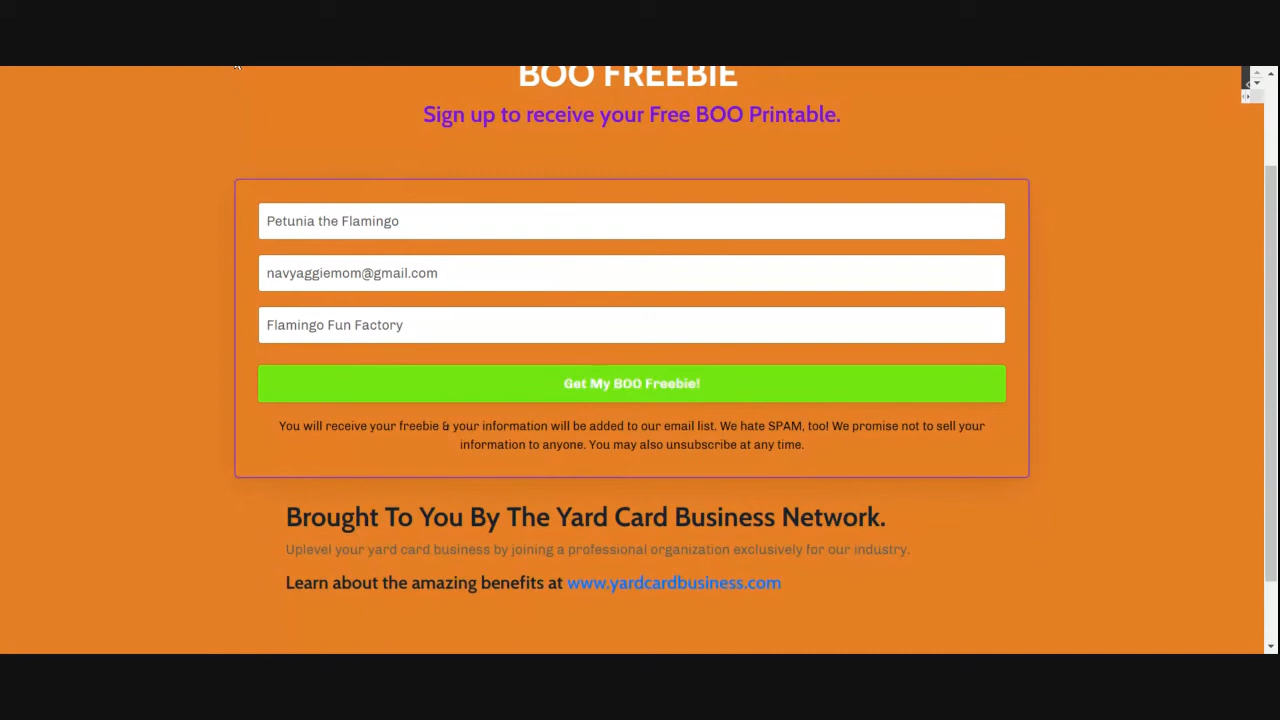 BOO FREEBIE
Sign up to receive your Free BOO Printable.
Petunia the Flamingo
navyaggiemom@gmail.com
Flamingo Fun Factory
Get My BOO Freebie!
You will receive your freebie & your information will be added to our email list. We hate SPAM, too! We promise not to sell your
information to anyone. You may also unsubscribe at any time.
Brought To You By The Yard Card Business Network.
Uplevel your yard card business by joining a professional organization exclusively for our industry.
Learn about the amazing benefits at www.yardcardbusiness.com